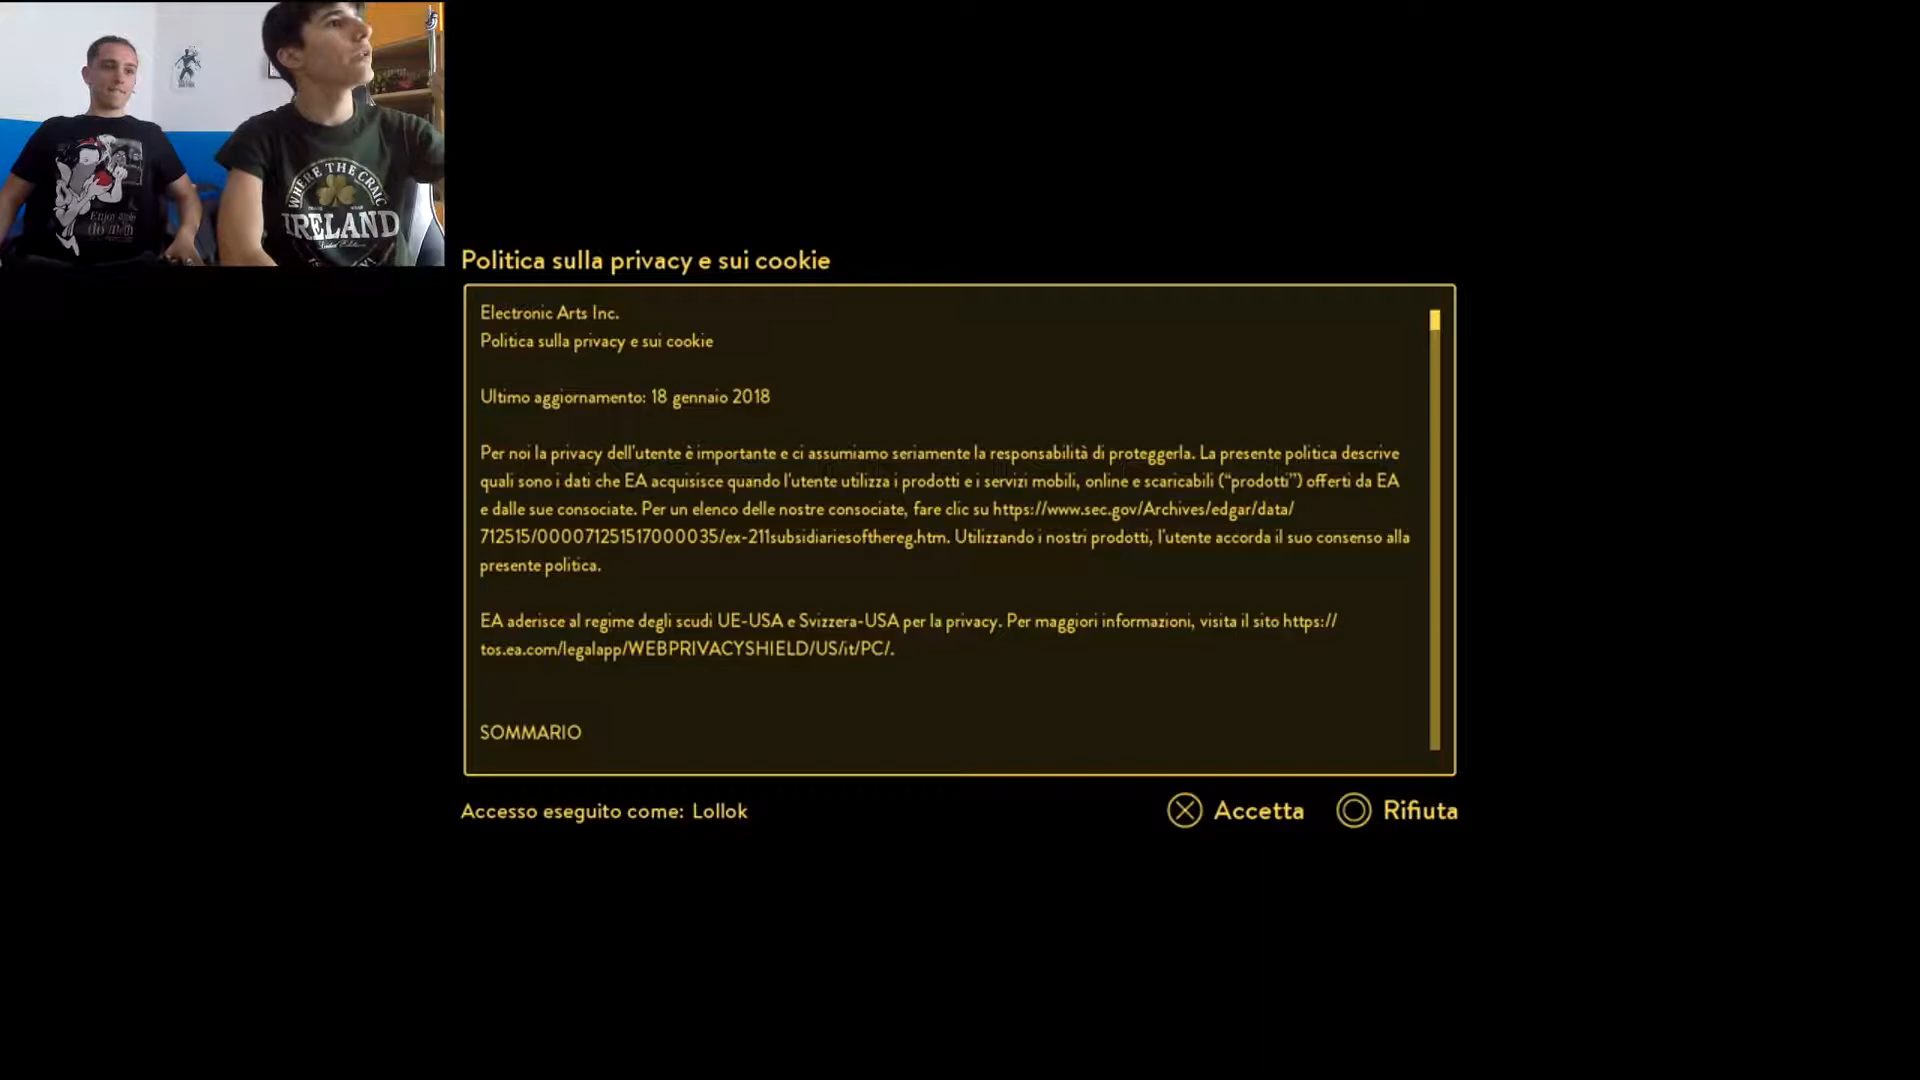 WHERE THE CRAIC
IRELAND
Limited Edition
Politica sulla privacy e sui cookie
Electronic Arts Inc.
Politica sulla privacy e sui cookie
Ultimo aggiornamento: 18 gennaio 2018
Per noi la privacy dell'utente è importante e ci assumiamo seriamente la responsabilità di proteggerla. La presente politica descrive
quali sono i dati che EA acquisisce quando l'utente utilizza i prodotti e i servizi mobili, online e scaricabili (“prodotti”) offerti da EA
e dalle sue consociate. Per un elenco delle nostre consociate, fare clic su https://www.sec.gov/Archives/edgar/data/
712515/000071251517000035/ex-211subsidiariesofthereg.htm. Utilizzando i nostri prodotti, l'utente accorda il suo consenso alla
presente politica.
EA aderisce al regime degli scudi UE-USA e Svizzera-USA per la privacy. Per maggiori informazioni, visita il sito https://
tos.ea.com/legalapp/WEBPRIVACYSHIELD/US/it/PC/.
SOMMARIO
Accesso eseguito come: Lollok
Accetta
Rifiuta